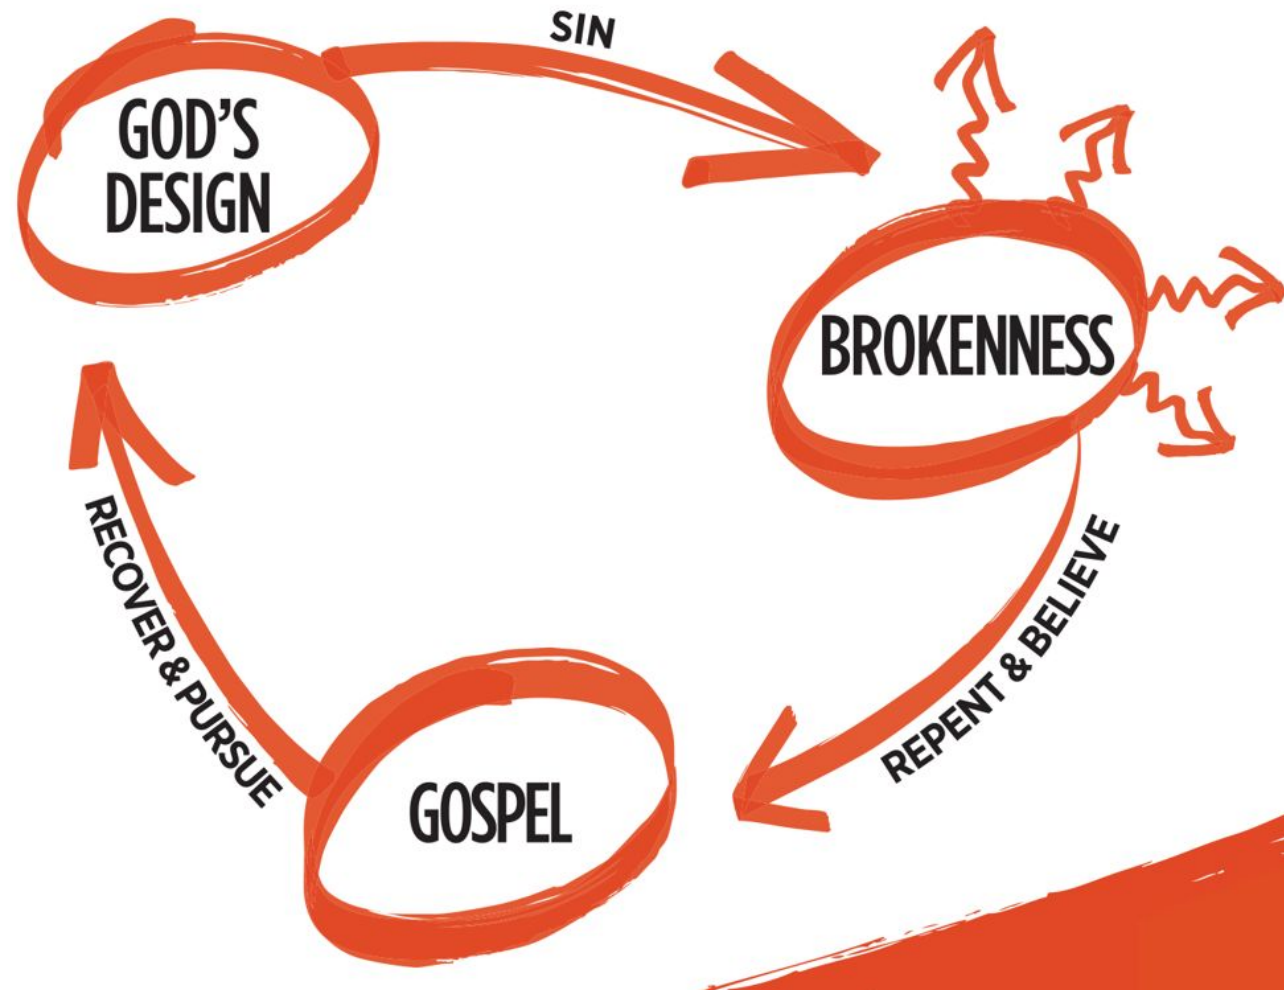 SIN
GOD'S
DESIGN
BROKENNESS
REPENT & BELIEVE
GOSPEL
RECOVER & PURSUE